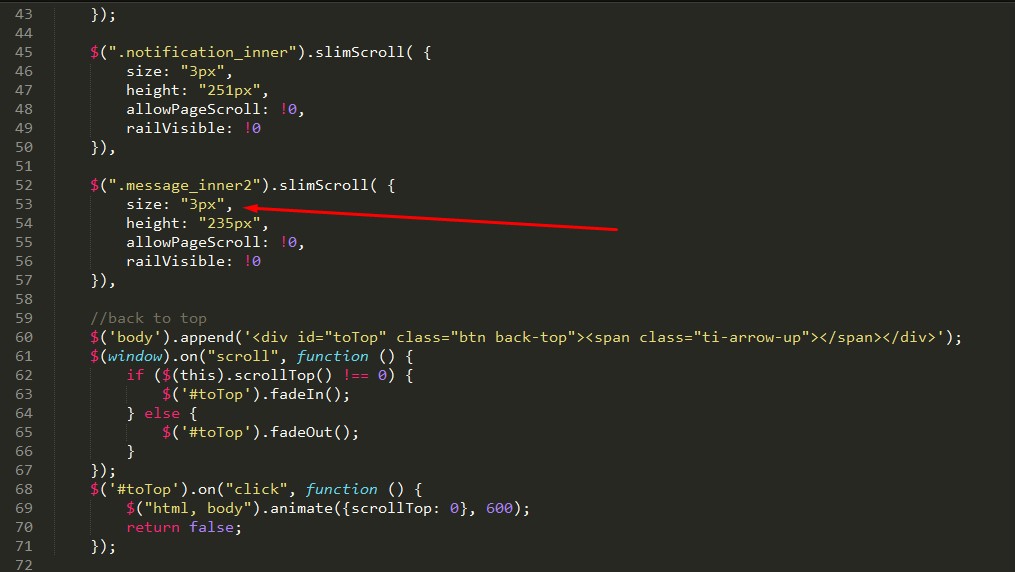 43 });
44
45 $(".notification_inner").slimScroll( {
46 size: "3px",
47 height: "251px",
48 allowPageScroll: !0,
49 railVisible: !0
50 }),
51
52 $(".message_inner2").slimScroll( {
53 size: "3px",
54 height: "235px",
55 allowPageScroll: !0,
56 railVisible: !0
57 }),
58
59 //back to top
60 $('body').append('<div id="toTop" class="btn back-top"><span class="ti-arrow-up"></span></div>');
61 $(window).on("scroll", function () {
62 if ($(this).scrollTop() !== 0) {
63 $('#toTop').fadeIn();
64 } else {
65 $('#toTop').fadeOut();
66 }
67 });
68 $('#toTop').on("click", function () {
69 $("html, body").animate({scrollTop: 0}, 600);
70 return false;
71 });
72